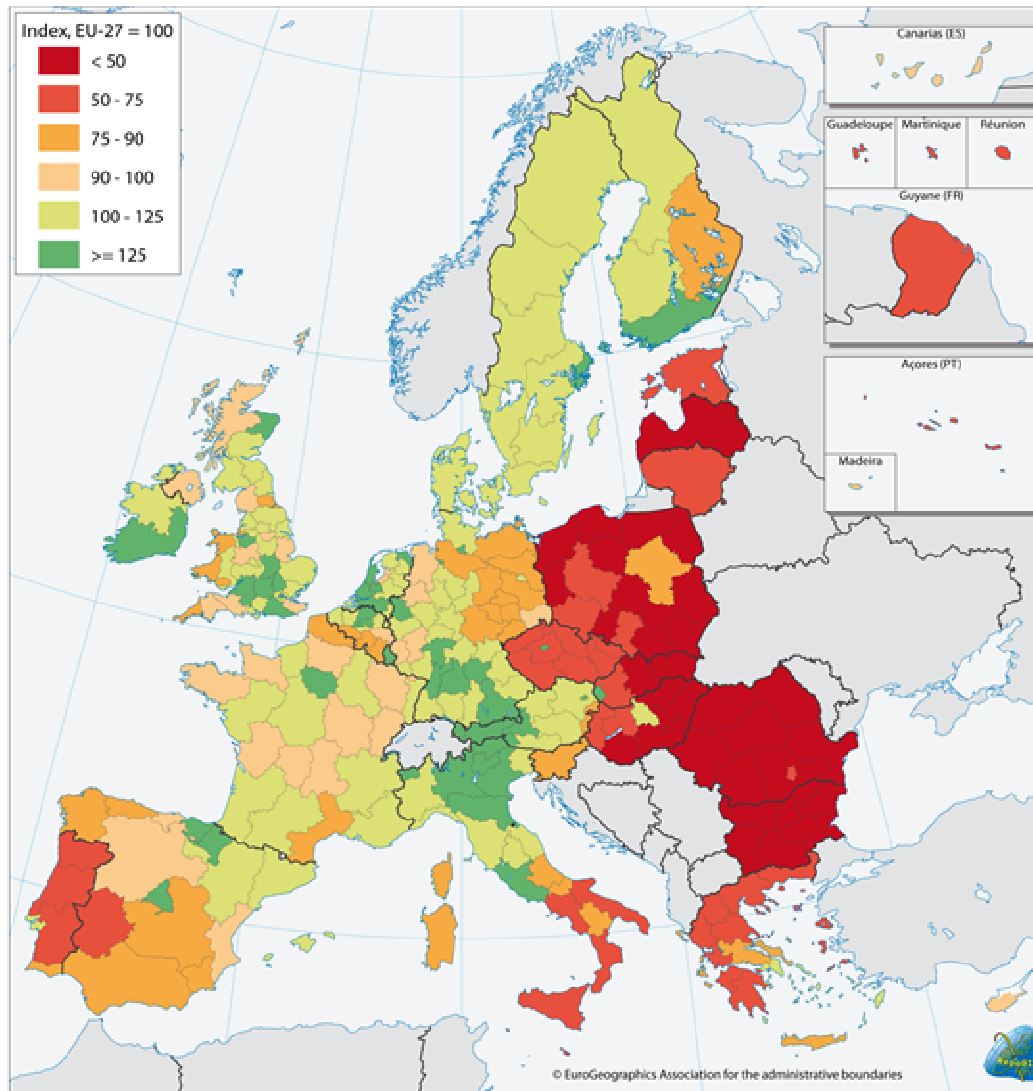 Index, EU-27 = 100
< 50
50 - 75
75 - 90
90 - 100
100 - 125
>= 125
Canarias (ES)
Guadeloupe
Martinique
Réunion
Guyane (FR)
Açores (PT)
Madeira
© EuroGeographics Association for the administrative boundaries